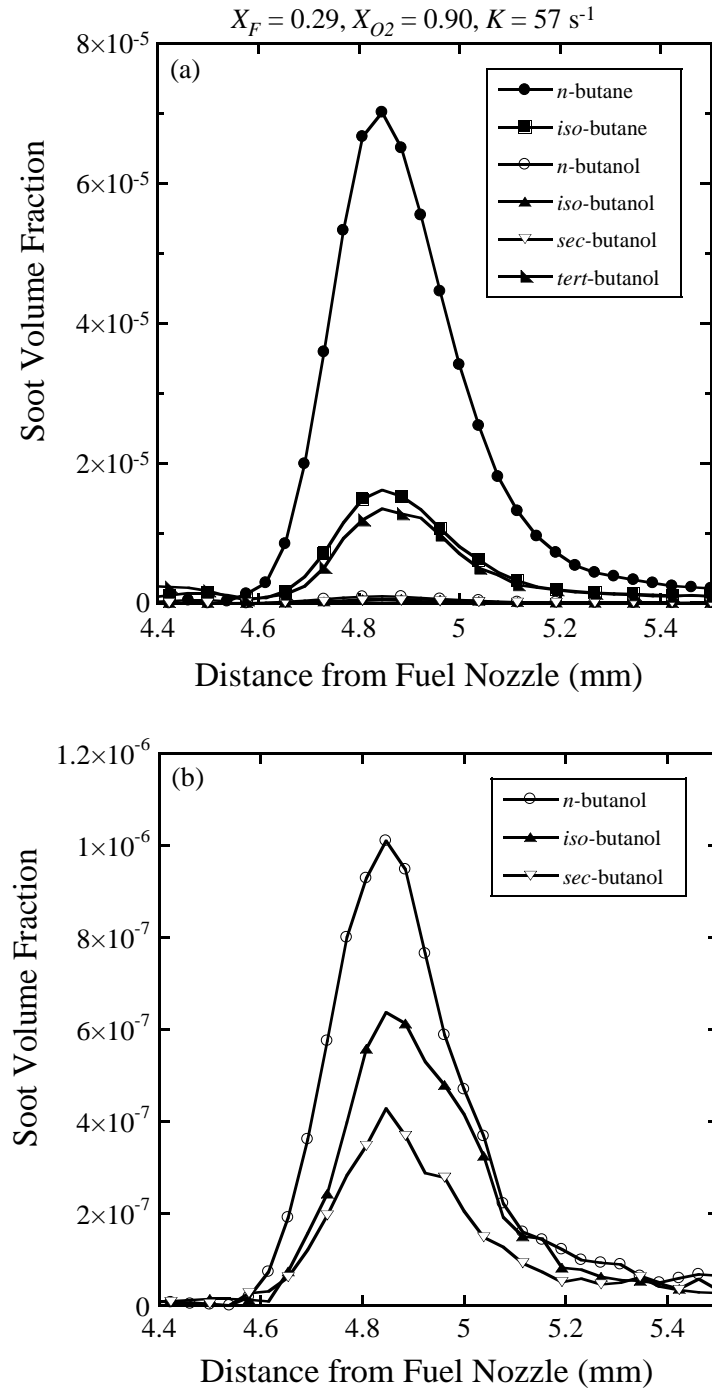 X_F = 0.29, X_O2 = 0.90, K = 57 s⁻¹
(a)
n-butane
iso-butane
n-butanol
iso-butanol
sec-butanol
tert-butanol
8×10⁻⁵
6×10⁻⁵
4×10⁻⁵
2×10⁻⁵
0
Soot Volume Fraction
4.4 4.6 4.8 5 5.2 5.4
Distance from Fuel Nozzle (mm)
(b)
n-butanol
iso-butanol
sec-butanol
1.2×10⁻⁶
1×10⁻⁶
8×10⁻⁷
6×10⁻⁷
4×10⁻⁷
2×10⁻⁷
0
Soot Volume Fraction
4.4 4.6 4.8 5 5.2 5.4
Distance from Fuel Nozzle (mm)